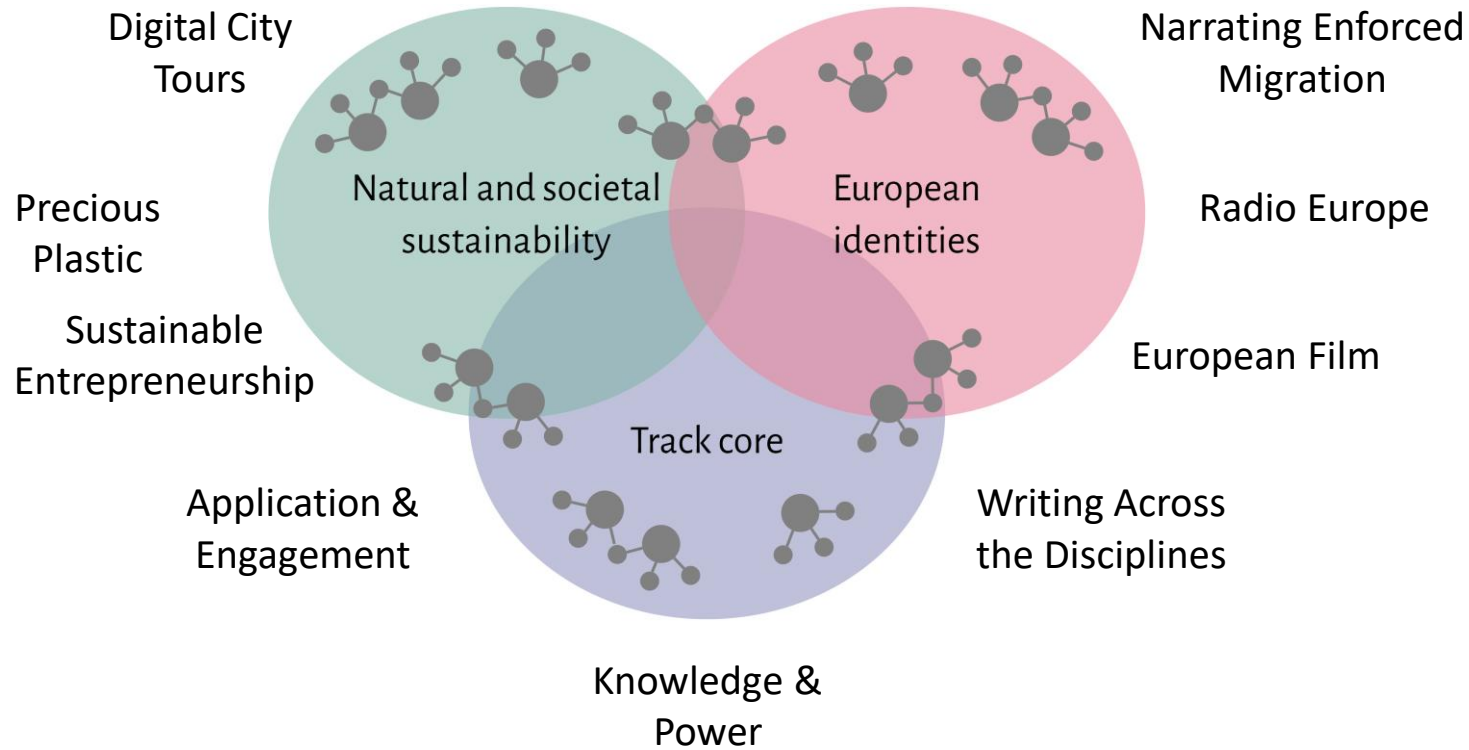 Digital City
Tours
Narrating Enforced
Migration
Natural and societal
sustainability
European
identities
Precious
Plastic
Radio Europe
Sustainable
Entrepreneurship
European Film
Track core
Application &
Engagement
Writing Across
the Disciplines
Knowledge &
Power